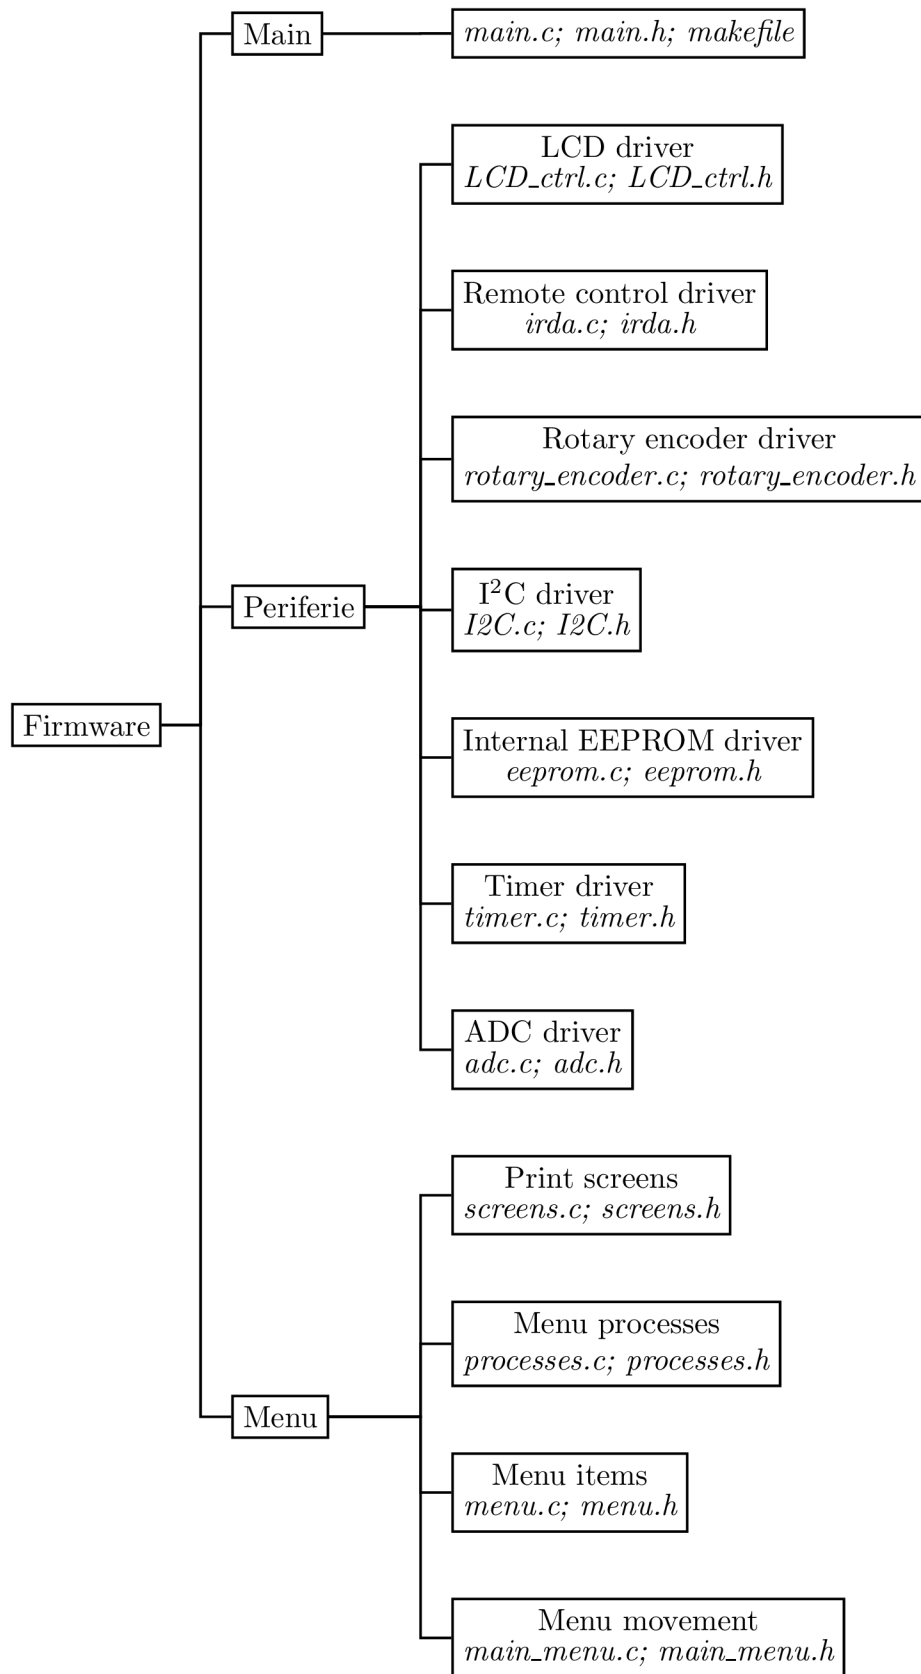 Main
main.c; main.h; makefile
LCD driver
LCD_ctrl.c; LCD_ctrl.h
Remote control driver
irda.c; irda.h
Rotary encoder driver
rotary_encoder.c; rotary_encoder.h
Periferie
I²C driver
I2C.c; I2C.h
Firmware
Internal EEPROM driver
eeprom.c; eeprom.h
Timer driver
timer.c; timer.h
ADC driver
adc.c; adc.h
Print screens
screens.c; screens.h
Menu processes
processes.c; processes.h
Menu
Menu items
menu.c; menu.h
Menu movement
main_menu.c; main_menu.h